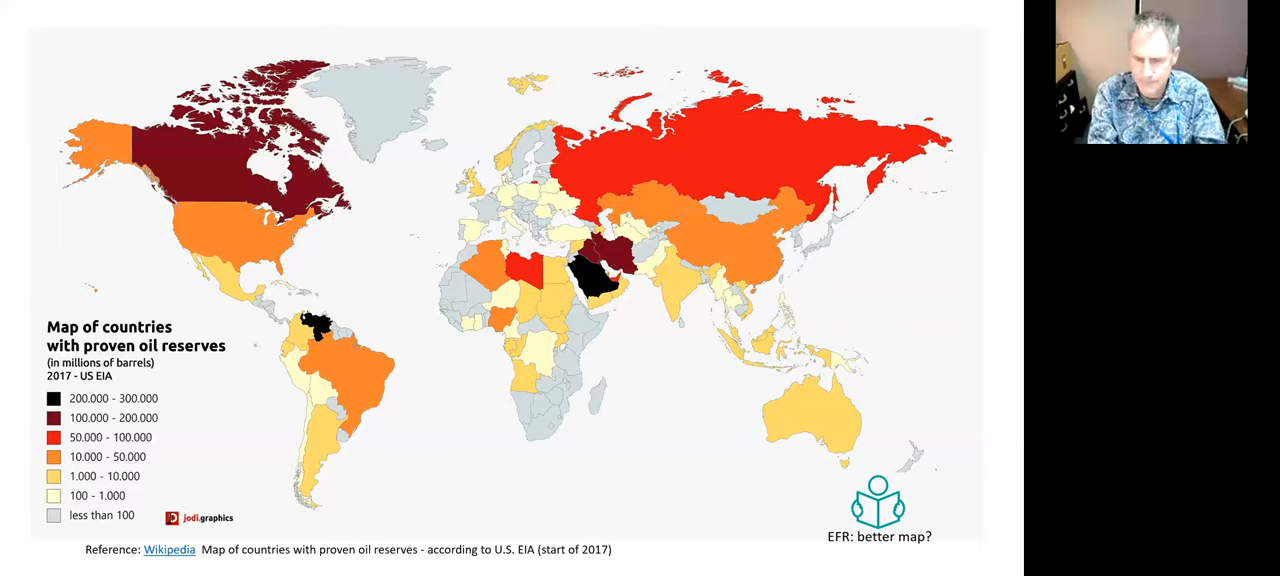 Map of countries
with proven oil reserves
(in millions of barrels)
2017 - US EIA
200.000 - 300.000
100.000 - 200.000
50.000 - 100.000
10.000 - 50.000
1.000 - 10.000
100 - 1.000
less than 100
jodi.graphics
EFR: better map?
Reference: Wikipedia Map of countries with proven oil reserves - according to U.S. EIA (start of 2017)